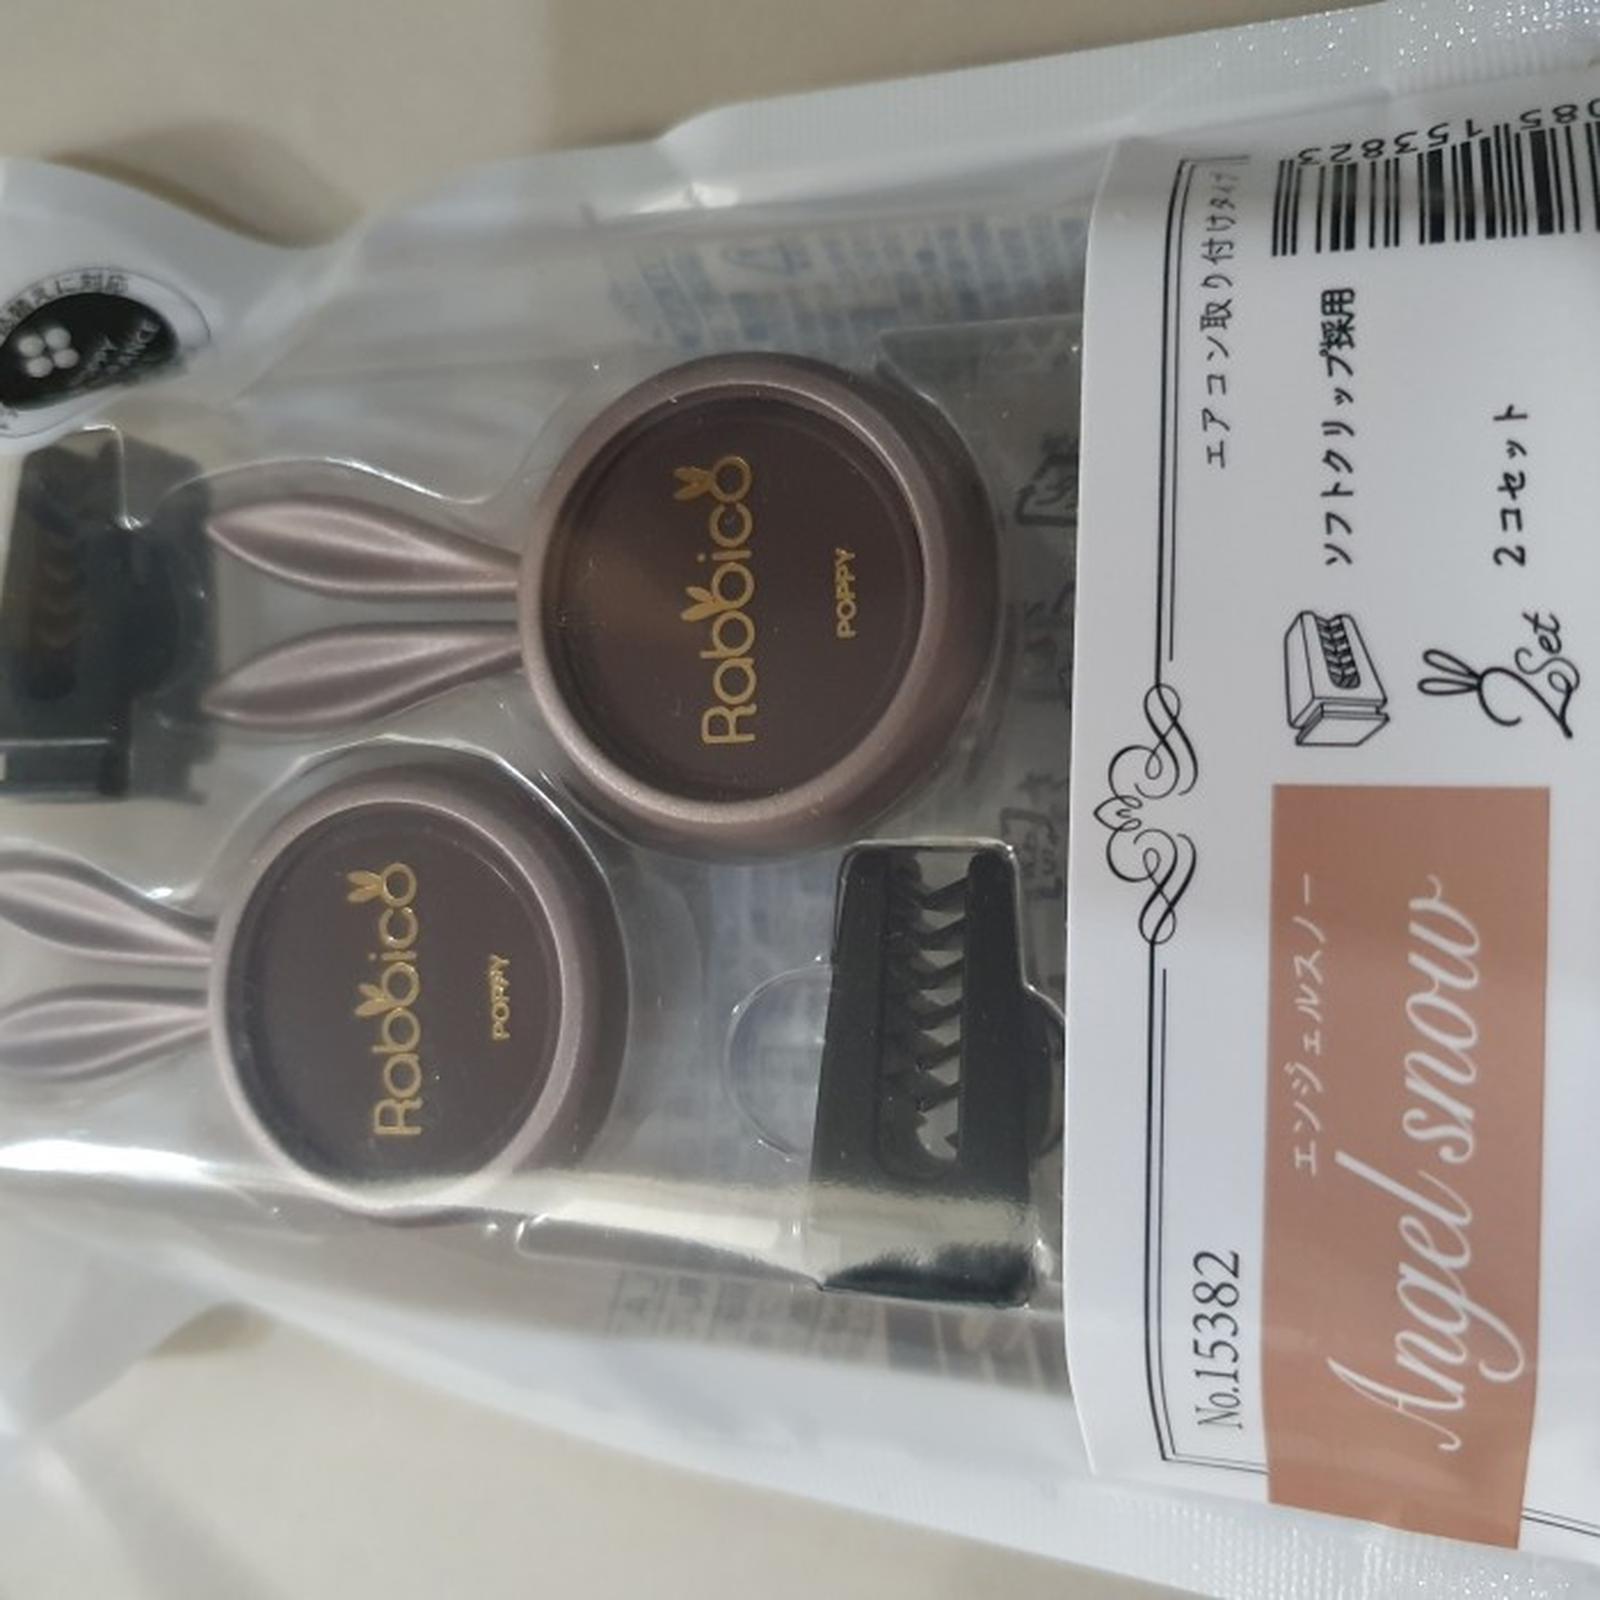 Rabbico
POPPY
Rabbico
POPPY
No.15382
エアコン取り付けタイプ
エンジェルスノー
Angel snow
ソフトクリップ採用
2Set
2コセット
085153823